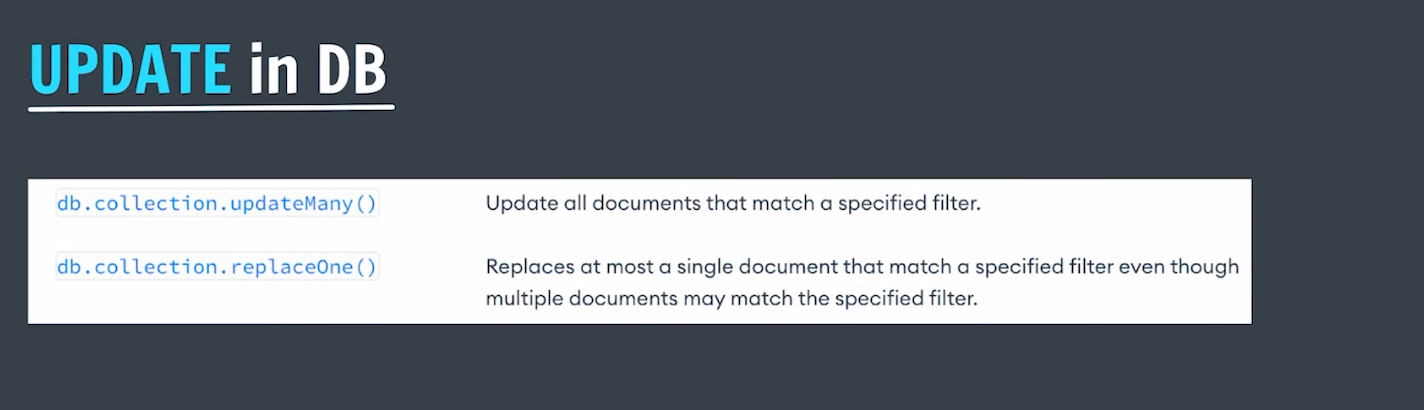 UPDATE in DB
db.collection.updateMany() Update all documents that match a specified filter.
db.collection.replaceOne() Replaces at most a single document that match a specified filter even though
multiple documents may match the specified filter.